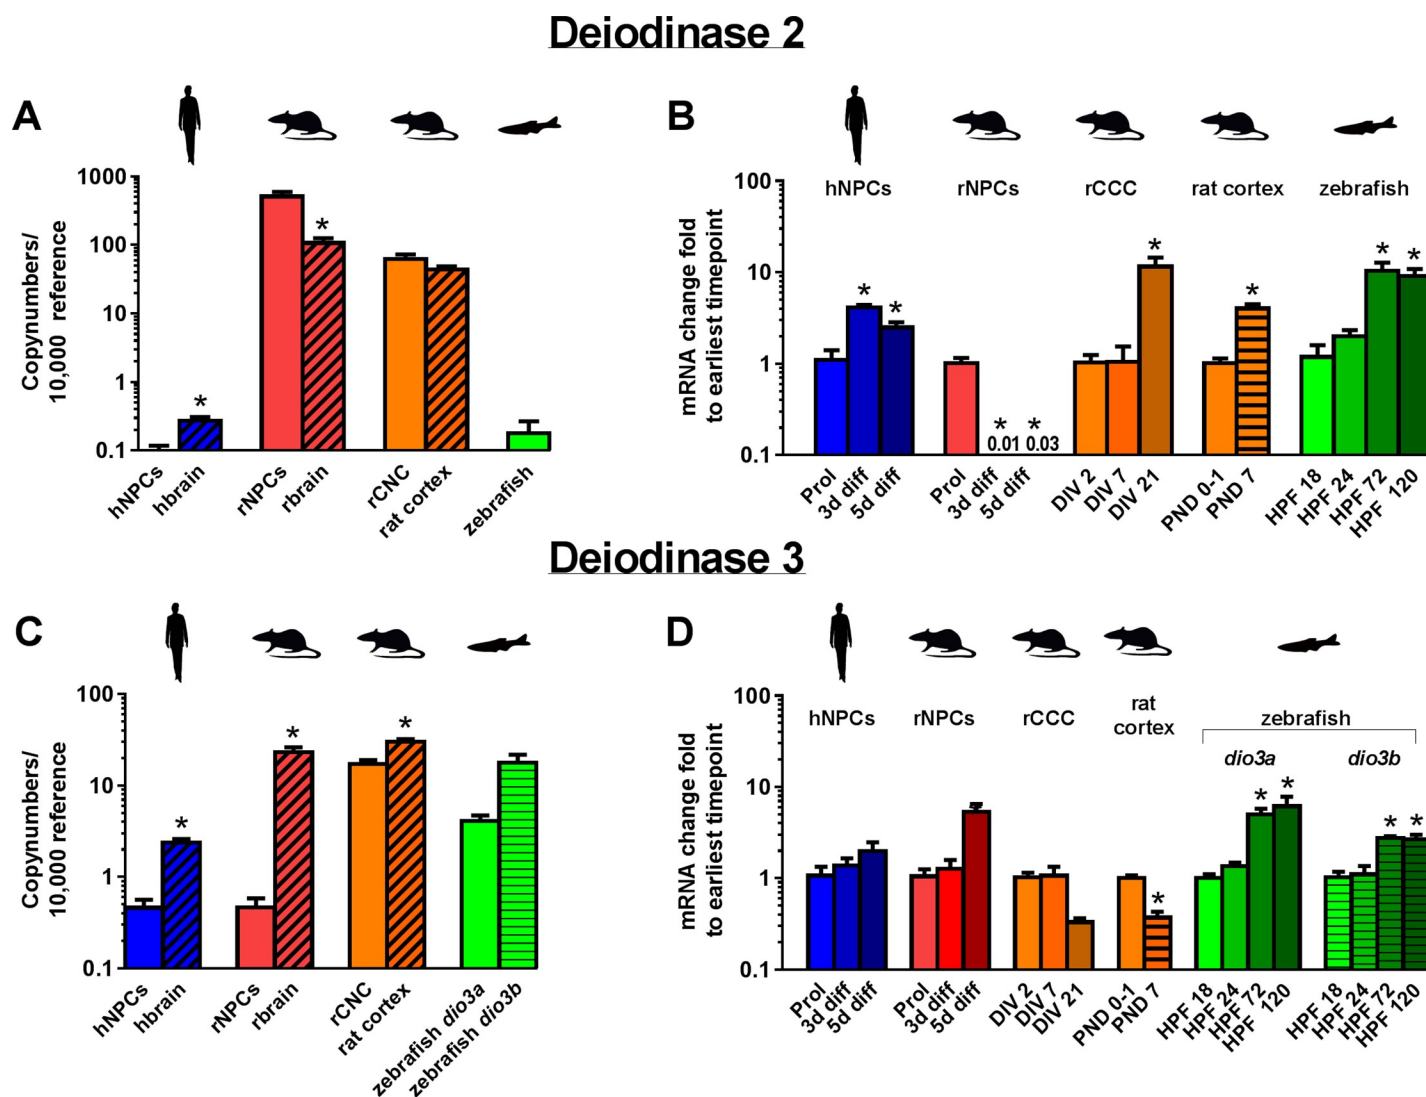 Deiodinase 2
A
Copynumbers/
10,000 reference
1000
100
10
1
0.1
*
*
hNPCs
hbrain
rNPCs
rbrain
rCNC
rat cortex
zebrafish
B
mRNA change fold
to earliest timepoint
100
10
1
0.1
hNPCs
rNPCs
rCCC
rat cortex
zebrafish
*
*
*
0.01
*
0.03
*
*
*
*
Prol
3d diff
5d diff
Prol
3d diff
5d diff
DIV 2
DIV 7
DIV 21
PND 0-1
PND 7
HPF 18
HPF 24
HPF 72
HPF 120
Deiodinase 3
C
Copynumbers/
10,000 reference
100
10
1
0.1
*
*
*
hNPCs
hbrain
rNPCs
rbrain
rCNC
rat cortex
zebrafish dio3a
zebrafish dio3b
D
mRNA change fold
to earliest timepoint
100
10
1
0.1
hNPCs
rNPCs
rCCC
rat
cortex
zebrafish
dio3a
dio3b
*
*
*
*
*
Prol
3d diff
5d diff
Prol
3d diff
5d diff
DIV 2
DIV 7
DIV 21
PND 0-1
PND 7
HPF 18
HPF 24
HPF 72
HPF 120
HPF 18
HPF 24
HPF 72
HPF 120